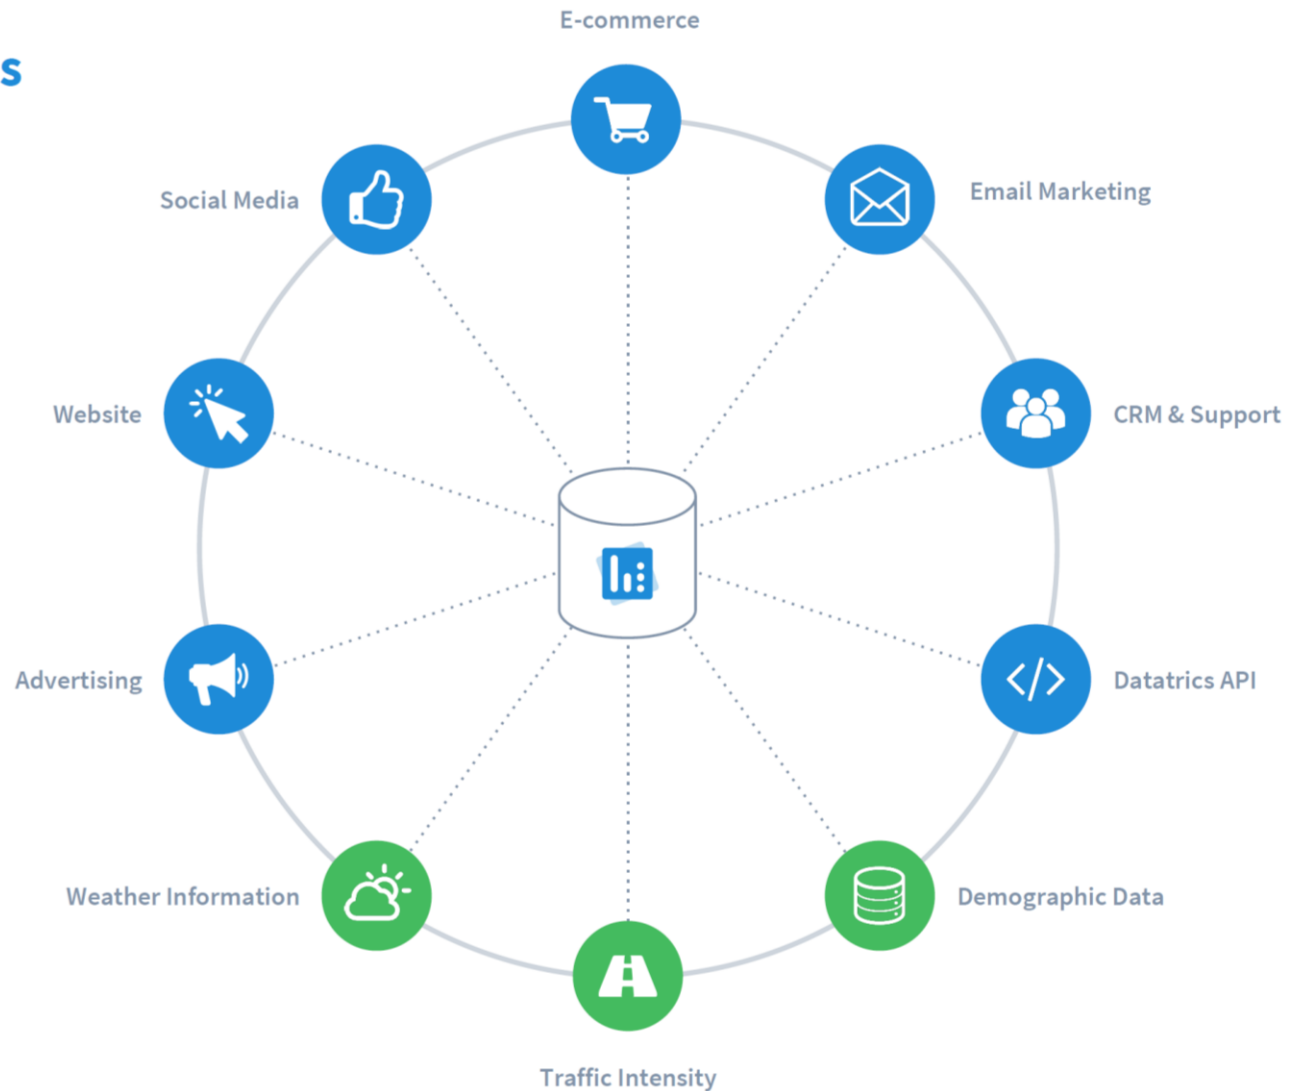 E-commerce
s
Social Media
Email Marketing
Website
CRM & Support
Advertising
Datatrics API
Weather Information
Demographic Data
Traffic Intensity